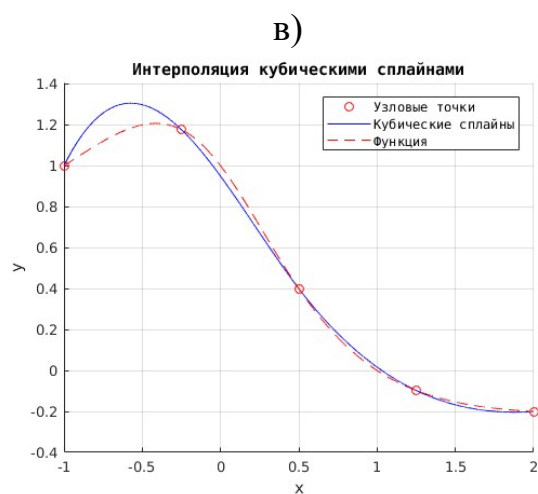 в)
Интерполяция кубическими сплайнами
1.4
Узловые точки
Кубические сплайны
Функция
1.2
1
0.8
0.6
y
0.4
0.2
0
-0.2
-0.4
-1
-0.5
0
0.5
1
1.5
2
x